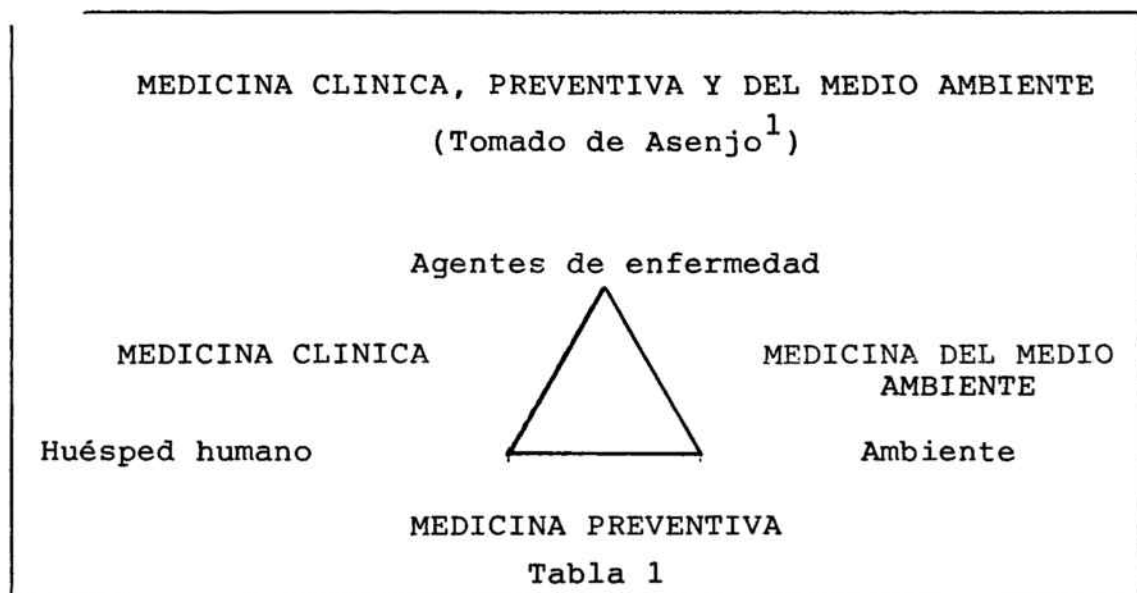 MEDICINA CLINICA, PREVENTIVA Y DEL MEDIO AMBIENTE
(Tomado de Asenjo1)
Agentes de enfermedad
MEDICINA CLINICA
MEDICINA DEL MEDIO
AMBIENTE
Huésped humano
Ambiente
MEDICINA PREVENTIVA
Tabla 1